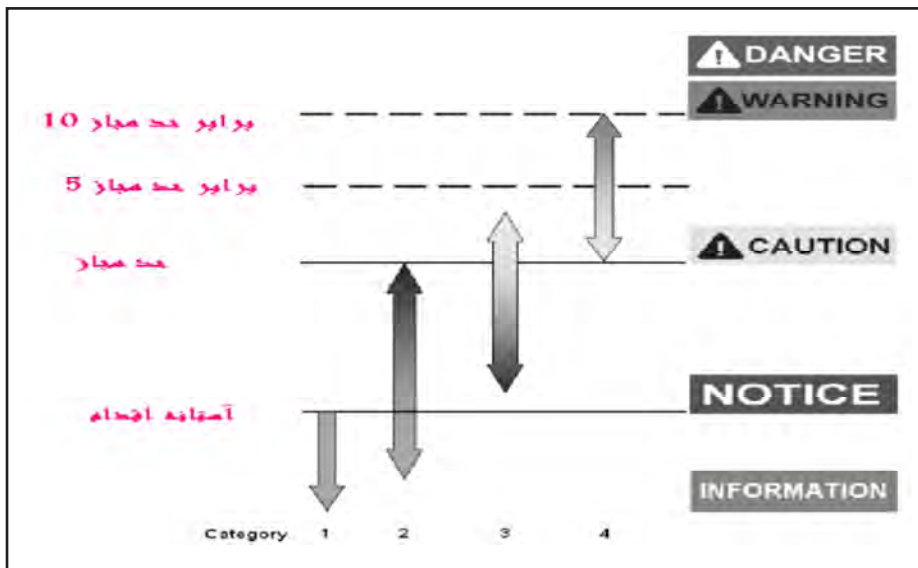 DANGER
WARNING
برابر حد مجاز 10
برابر حد مجاز 5
حد مجاز
CAUTION
NOTICE
آستانه اقدام
INFORMATION
Category 1 2 3 4